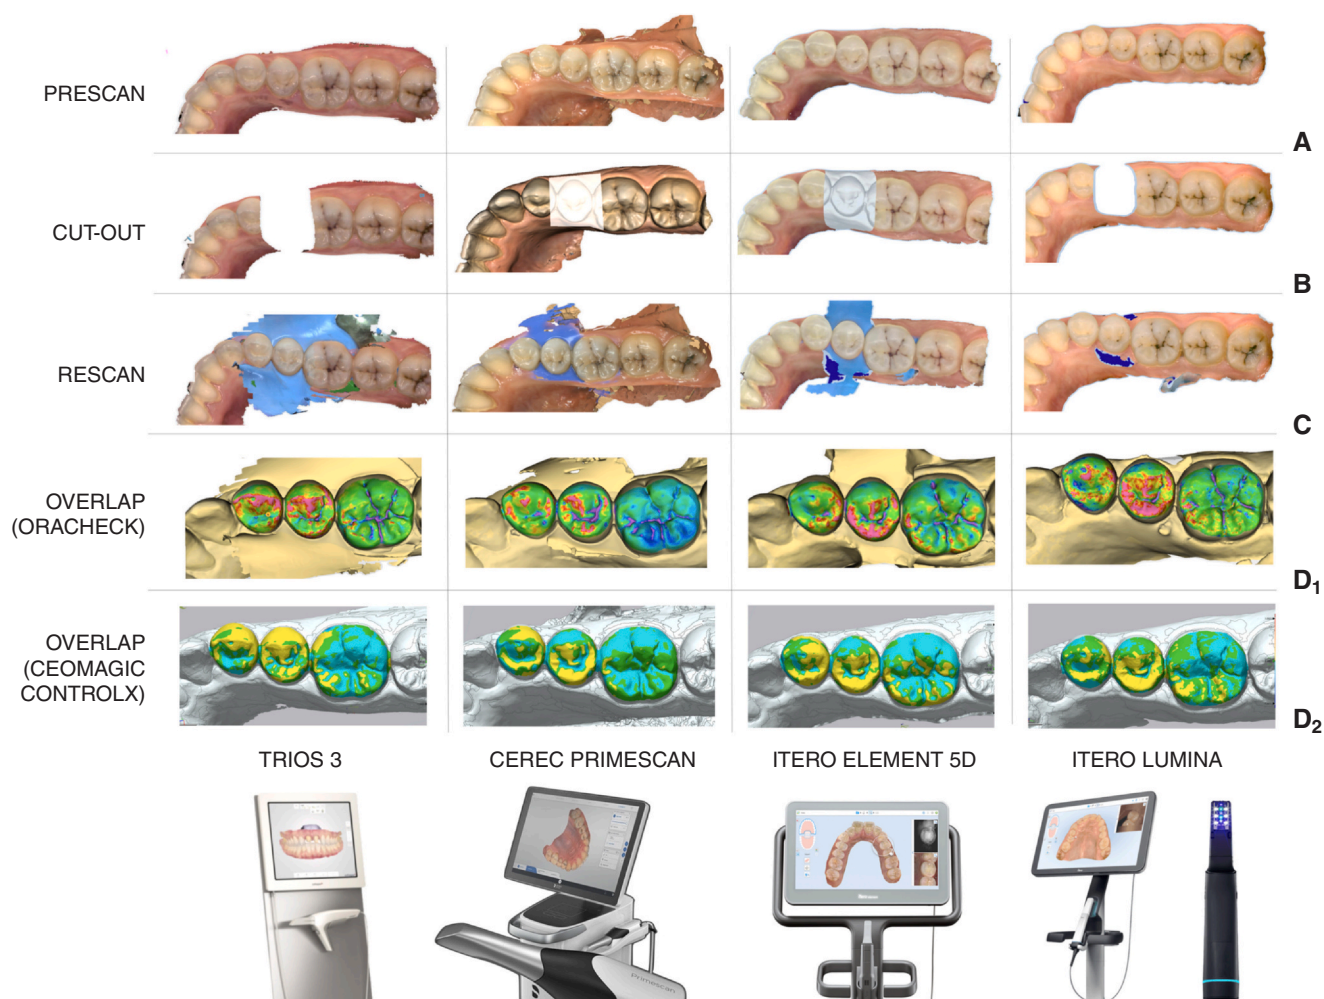 PRESCAN
A
CUT-OUT
B
RESCAN
C
OVERLAP
(ORACHECK)
D1
OVERLAP
(CEOMAGIC
CONTROLX)
D2
TRIOS 3
CEREC PRIMESCAN
ITERO ELEMENT 5D
ITERO LUMINA
Primescan